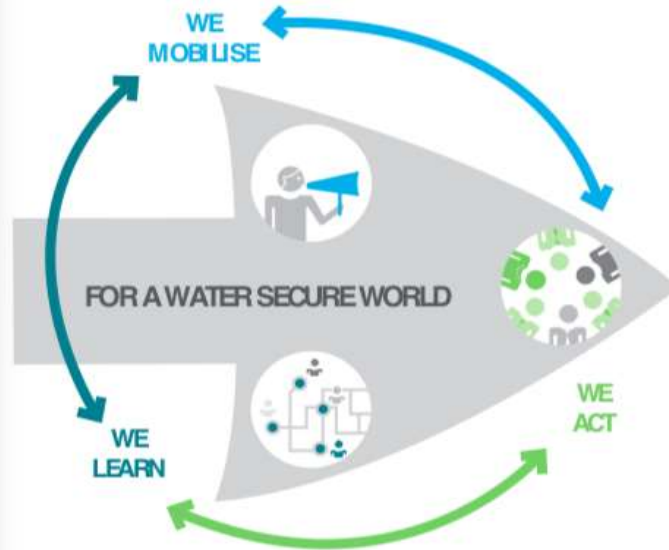 WE
MOBILISE
FOR A WATER SECURE WORLD
WE
ACT
WE
LEARN